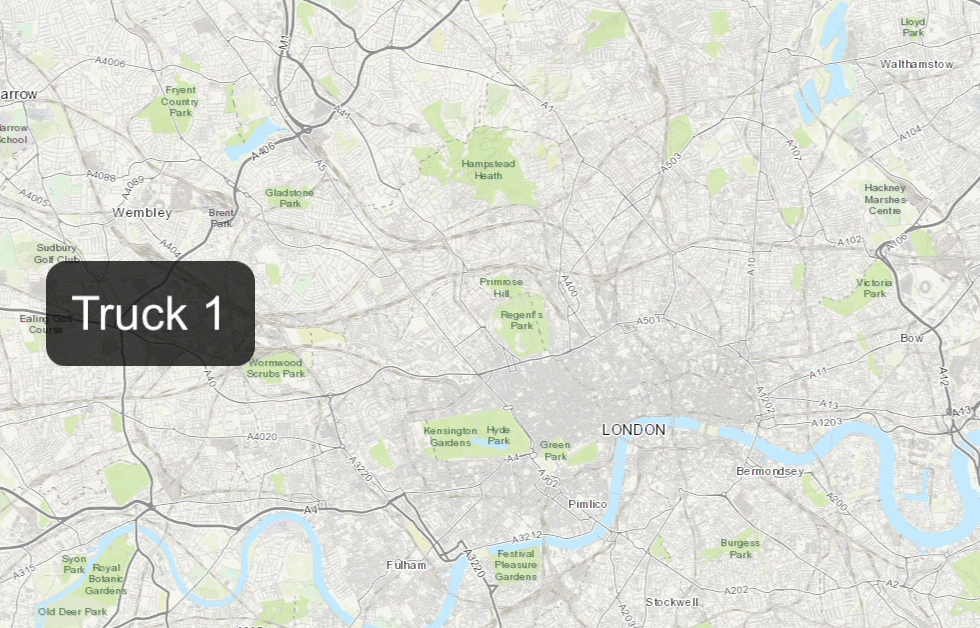 Lloyd
Park
M1
A4006
Walthamstow
arrow
Fryent
Country
Park
A41
A1
arrow
chool
A406
A5
A503
A107
A104
Hampstead
Heath
A4088
A4089
A4005
Gladstone
Park
Hackney
Marshes
Centre
Wembley
Brent
Park
A404
Sudbury
Golf Club
A102
A106
A10
Primrose
Hill
A400
Victoria
Park
Truck 1
Ealing Golf
Course
Regent's
Park
A501
Bow
Wormwood
Scrubs Park
A40
A11
A12
A1202
A13
A13
A1203
Kensington
Gardens
Hyde
Park
LONDON
A4020
Green
Park
A4
A3220
A302
Bermondsey
A200
Pimlico
A4
A3212
Burgess
Park
Syon
Park
Royal
Botanic
Gardens
A315
Fulham
A3220
Festival
Pleasure
Gardens
A202
A2
Stockwell
Old Deer Park
A203